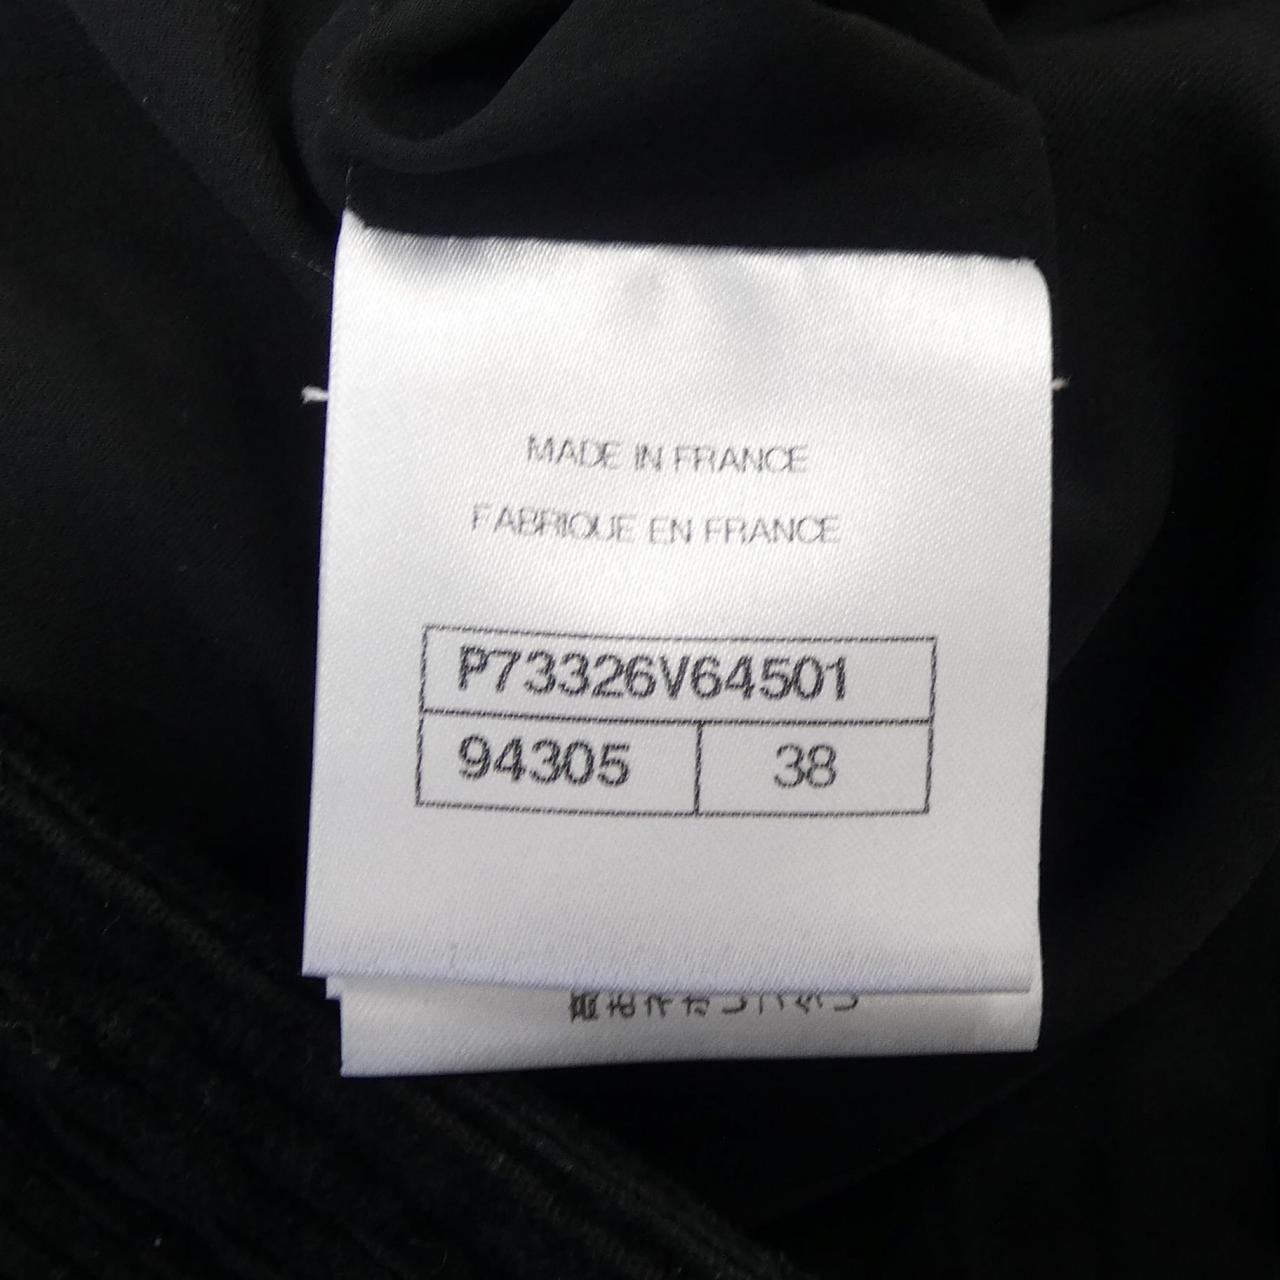 MADE IN FRANCE
FABRIQUE EN FRANCE
P73326V64501
94305
38